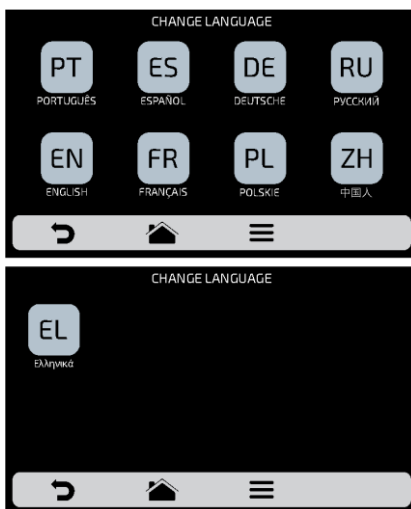 CHANGE LANGUAGE
PT ES DE RU
PORTUGUÊS ESPAÑOL DEUTSCHE РУССКИЙ
EN FR PL ZH
ENGLISH FRANÇAIS POLSKIE 中国人
CHANGE LANGUAGE
EL
Ελληνικά